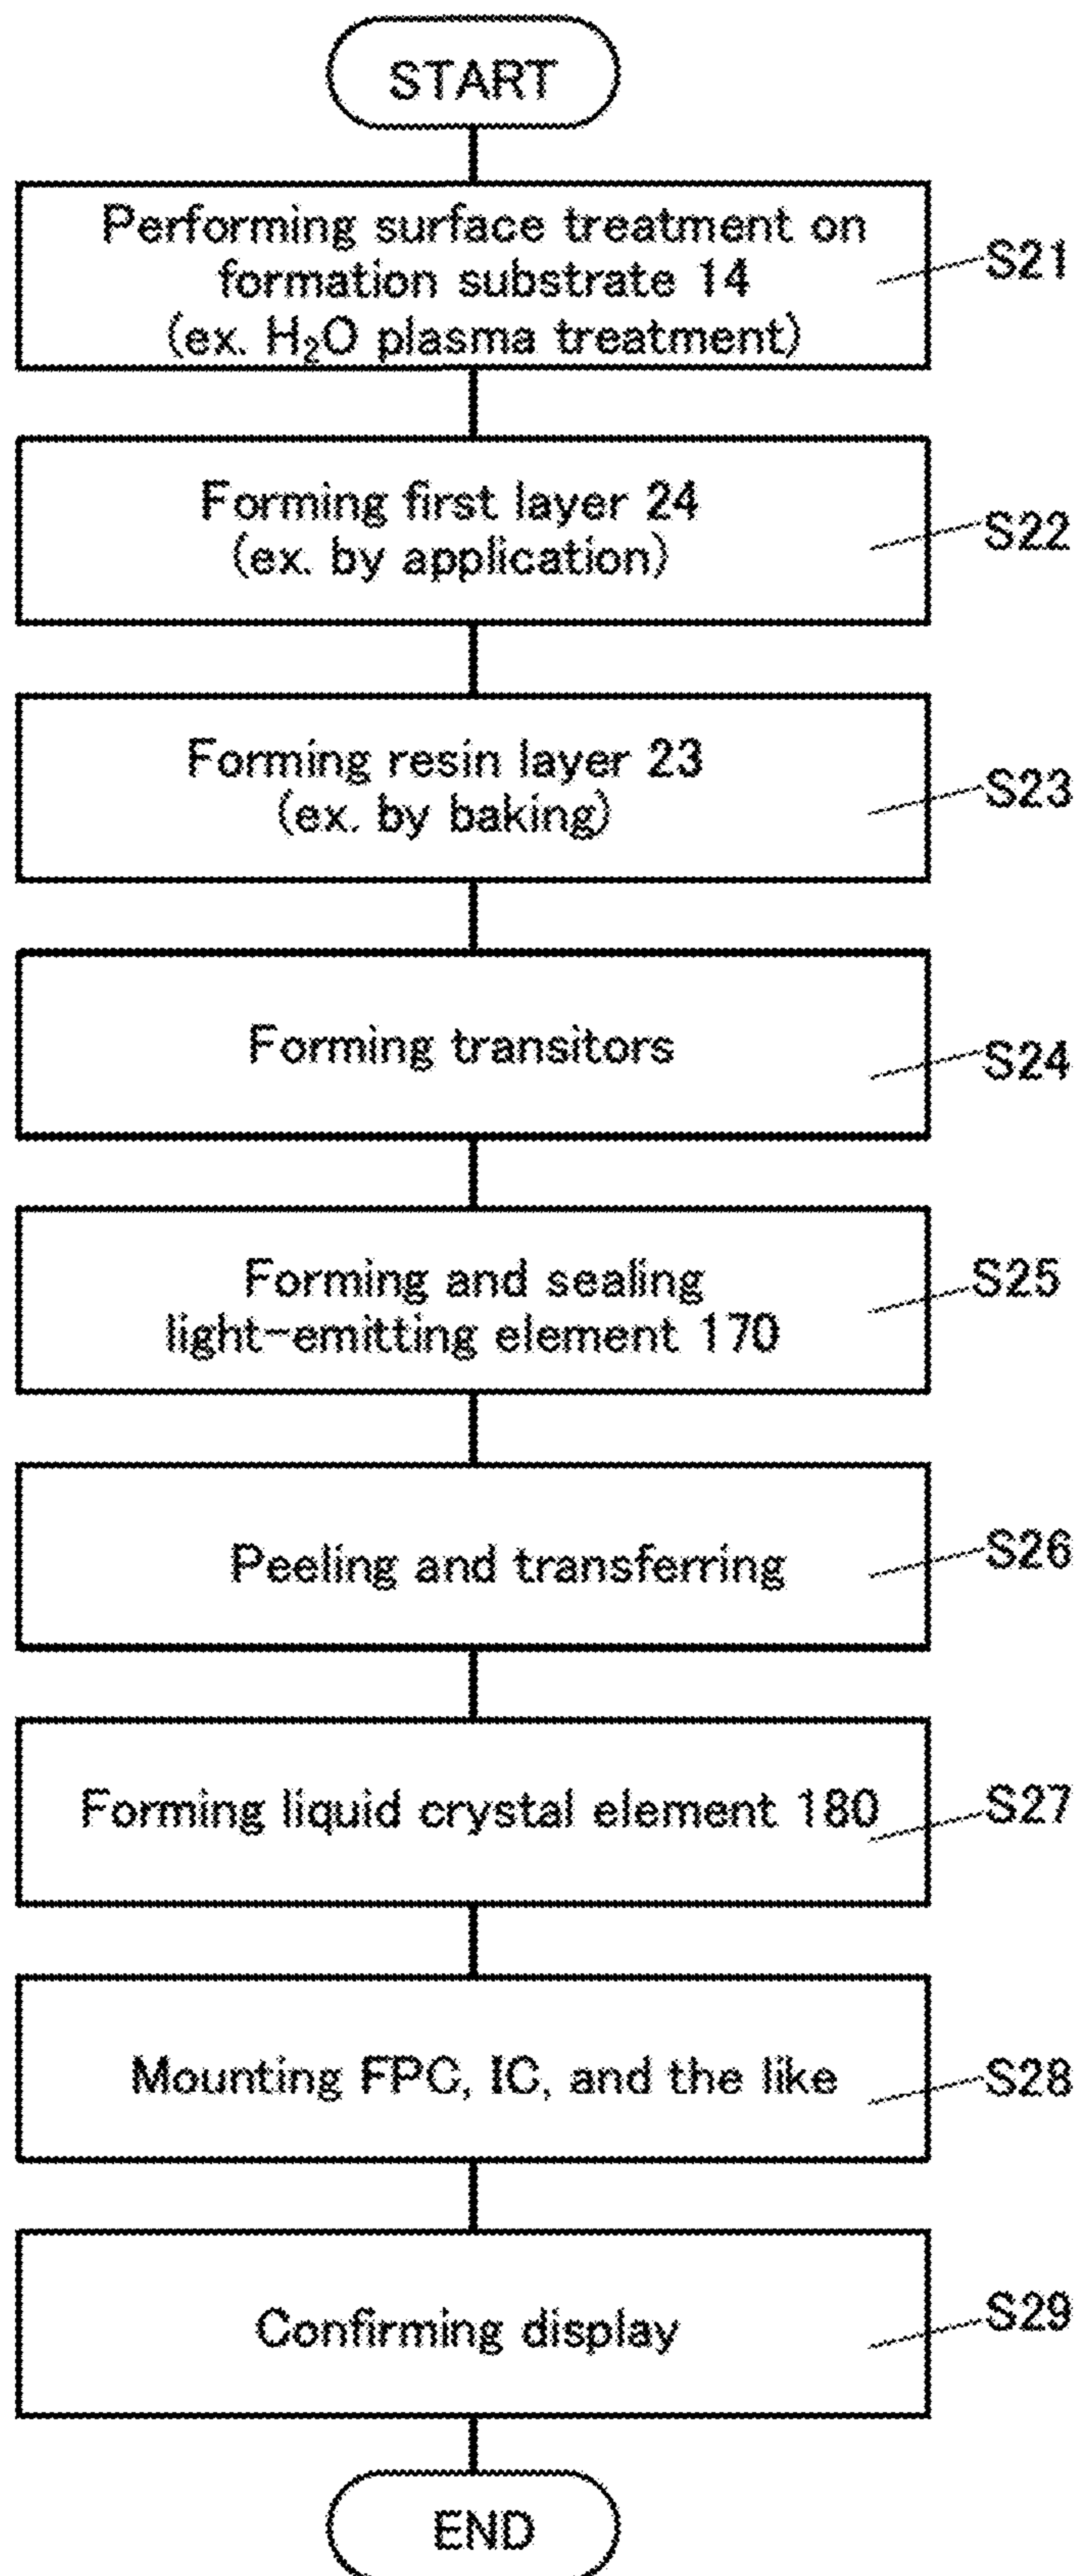 START
Performing surface treatment on
formation substrate 14
(ex. H₂O plasma treatment)
S21
Forming first layer 24
(ex. by application)
S22
Forming resin layer 23
(ex. by baking)
S23
Forming transitors
S24
Forming and sealing
light-emitting element 170
S25
Peeling and transferring
S26
Forming liquid crystal element 180
S27
Mounting FPC, IC, and the like
S28
Confirming display
S29
END